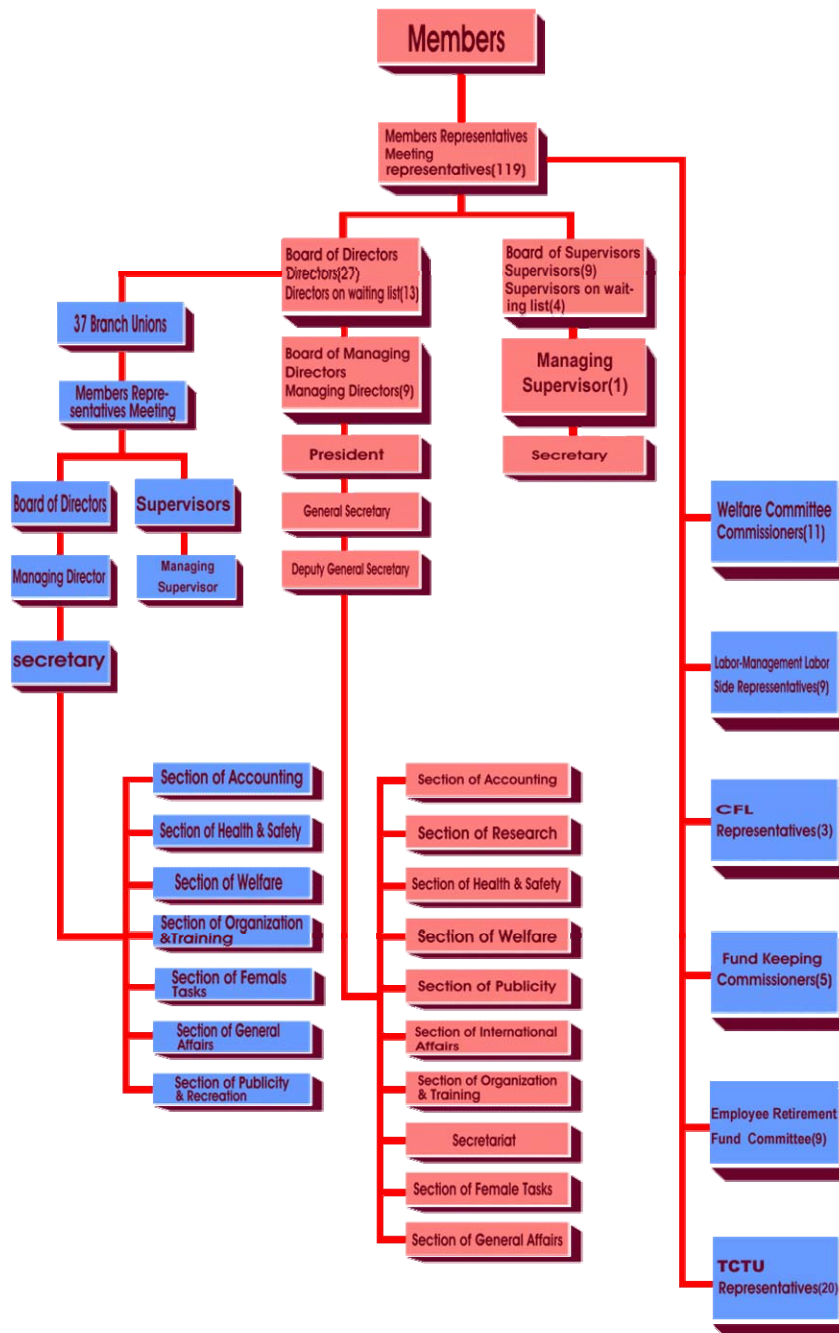 Members
Members Representatives
Meeting
representatives(119)
Board of Directors
Directors(27)
Directors on waiting list(13)
Board of Supervisors
Supervisors(9)
Supervisors on wait-
ing list(4)
37 Branch Unions
Board of Managing
Directors
Managing Directors(9)
Managing
Supervisor(1)
Members Repre-
sentatives Meeting
President
Secretary
Board of Directors
Supervisors
General Secretary
Welfare Committee
Commissioners(11)
Managing Director
Managing
Supervisor
Deputy General Secretary
secretary
Labor-Management Labor
Side Repressentatives(9)
Section of Accounting
Section of Health & Safety
Section of Welfare
Section of Organization
&Training
Section of Femals
Tasks
Section of General
Affairs
Section of Publicity
& Recreation
Section of Accounting
Section of Research
Section of Health & Safety
Section of Welfare
Section of Publicity
Section of International
Affairs
Section of Organization
& Training
Secretariat
Section of Female Tasks
Section of General Affairs
CFL
Representatives(3)
Fund Keeping
Commissioners(5)
Employee Retirement
Fund Committee(9)
TCTU
Representatives(20)